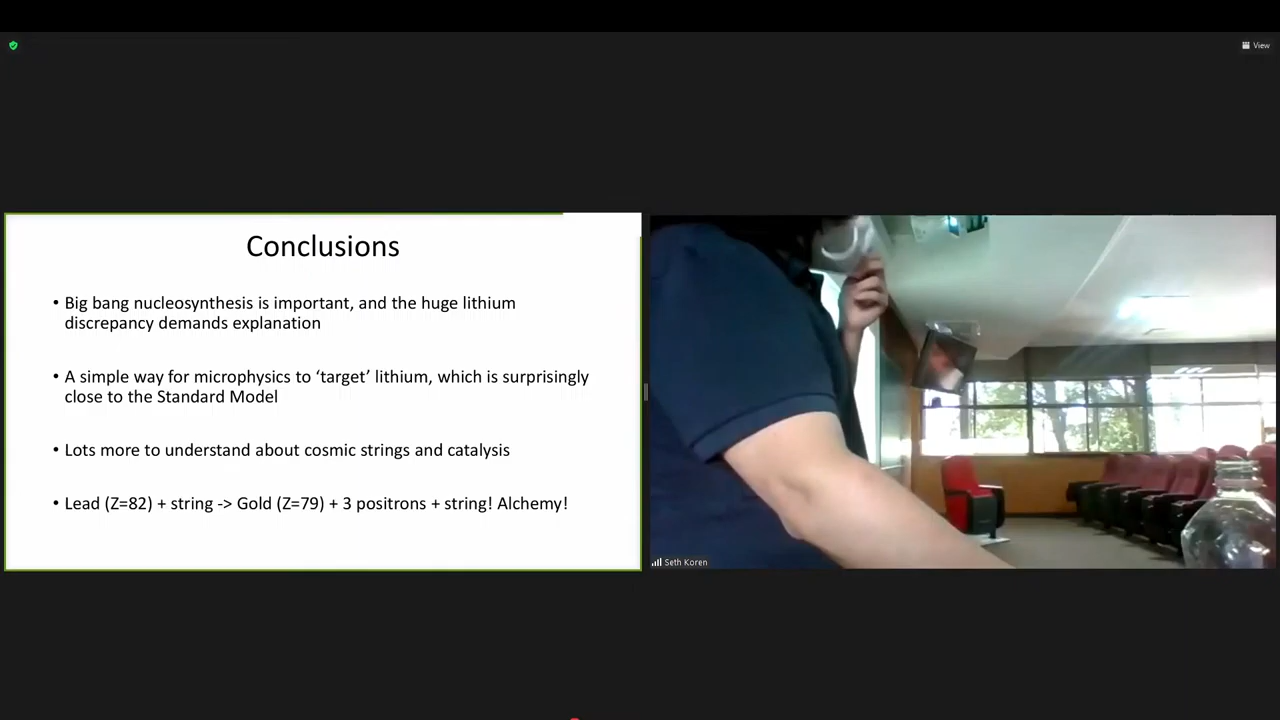 View
Conclusions
• Big bang nucleosynthesis is important, and the huge lithium
discrepancy demands explanation
• A simple way for microphysics to ‘target’ lithium, which is surprisingly
close to the Standard Model
• Lots more to understand about cosmic strings and catalysis
• Lead (Z=82) + string -> Gold (Z=79) + 3 positrons + string! Alchemy!
Seth Koren